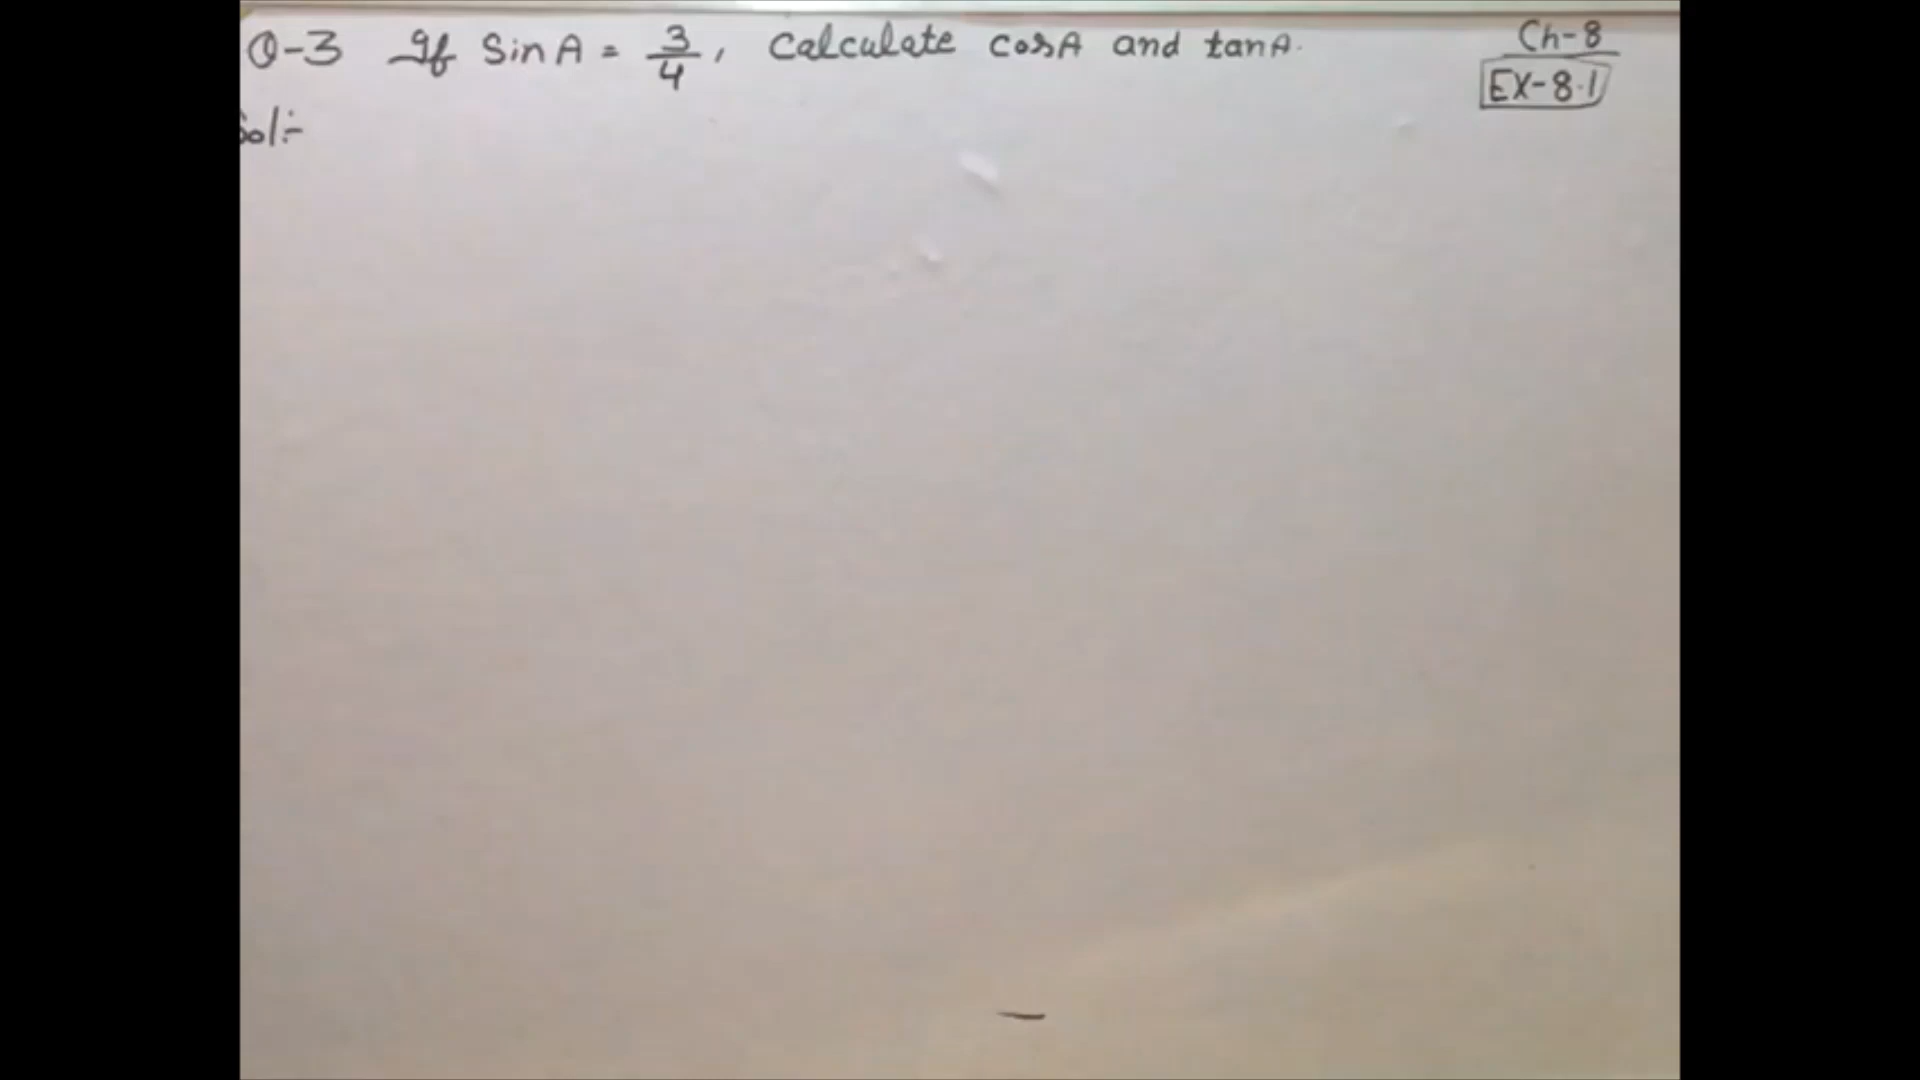 Q-3 If Sin A = 3/4, Calculate cosA and tanA.
Ch-8
EX-8.1
Sol:-